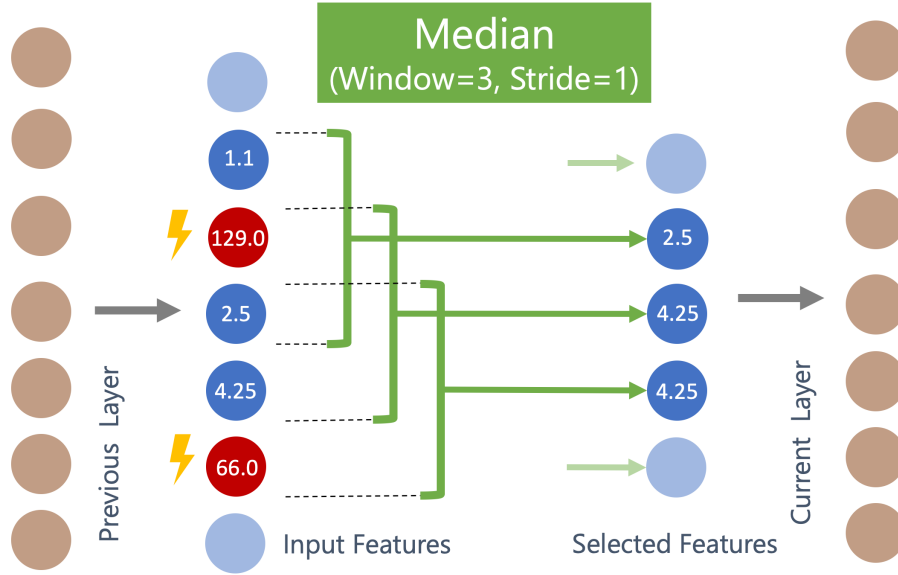 Median
(Window=3, Stride=1)
1.1
129.0
2.5
2.5
4.25
4.25
4.25
66.0
Previous Layer
Current Layer
Input Features
Selected Features